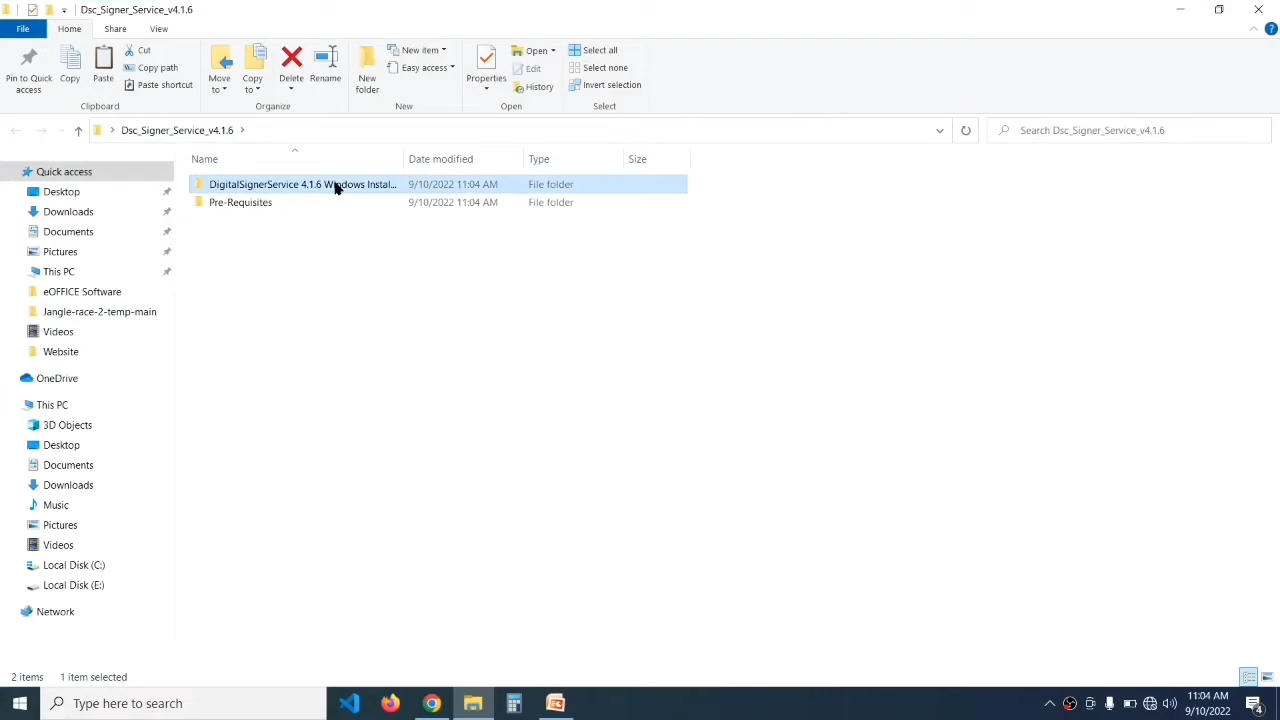 Dsc_Signer_Service_v4.1.6
File Home Share View
Pin to Quick access
Copy
Paste
Cut
Copy path
Paste shortcut
Clipboard
Move to
Copy to
Delete
Rename
Organize
New folder
New item
Easy access
New
Properties
Open
Edit
History
Open
Select all
Select none
Invert selection
Select
Dsc_Signer_Service_v4.1.6
Search Dsc_Signer_Service_v4.1.6
Name Date modified Type Size
DigitalSignerService 4.1.6 Windows Instal... 9/10/2022 11:04 AM File folder
Pre-Requisites 9/10/2022 11:04 AM File folder
Quick access
Desktop
Downloads
Documents
Pictures
This PC
eOFFICE Software
Jangle-race-2-temp-main
Videos
Website
OneDrive
This PC
3D Objects
Desktop
Documents
Downloads
Music
Pictures
Videos
Local Disk (C:)
Local Disk (E:)
Network
2 items 1 item selected
Type here to search
11:04 AM
9/10/2022
4